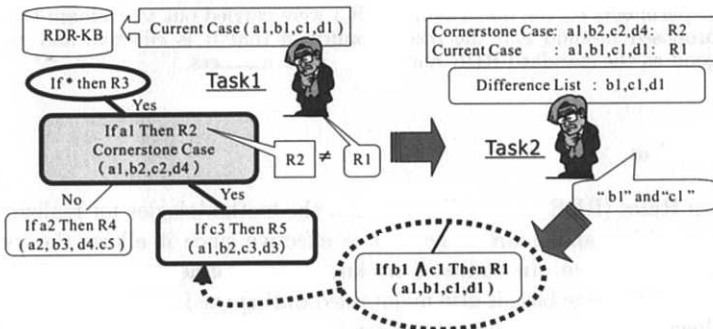 RDR-KB
Current Case (a1,b1,c1,d1)
Task1
If * then R3
Yes
If a1 Then R2
Cornerstone Case
(a1,b2,c2,d4)
R2 ≠ R1
No
Yes
If a2 Then R4
(a2, b3, d4.c5)
If c3 Then R5
(a1,b2,c3,d3)
Cornerstone Case: a1,b2,c2,d4: R2
Current Case : a1,b1,c1,d1: R1
Difference List : b1,c1,d1
Task2
"b1" and "c1"
If b1 ∧ c1 Then R1
(a1,b1,c1,d1)